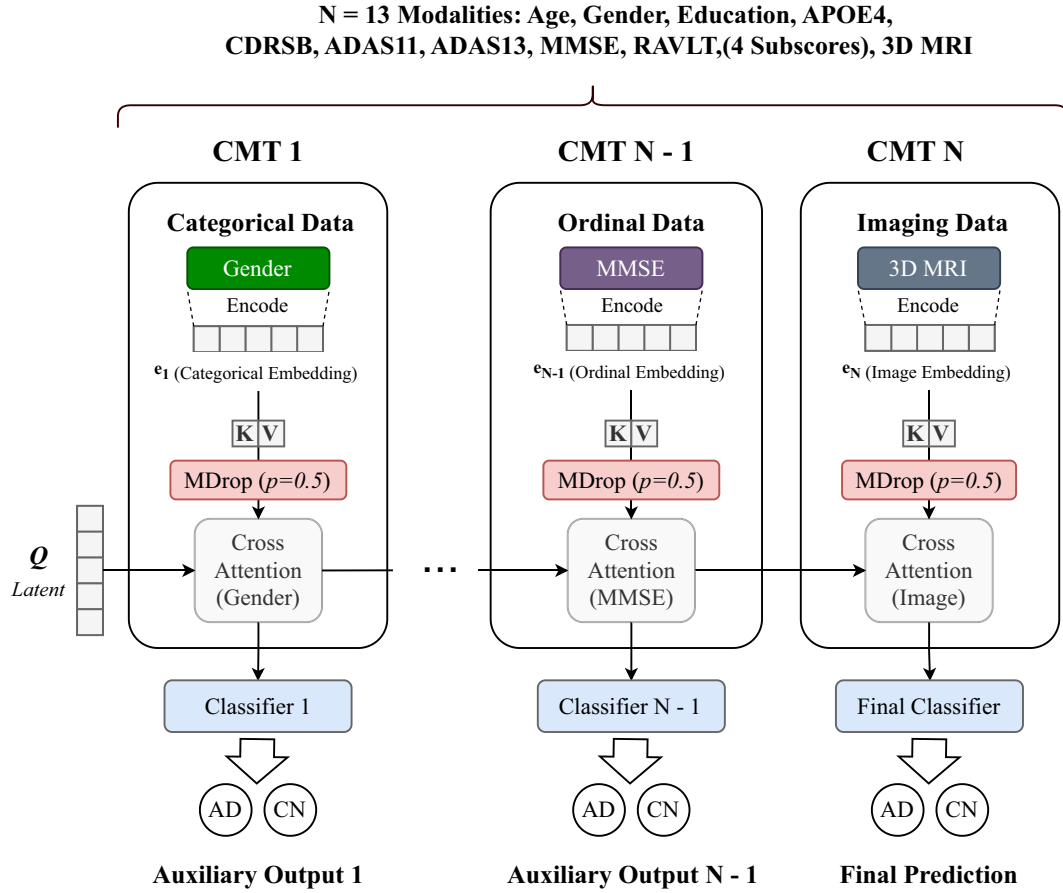 N = 13 Modalities: Age, Gender, Education, APOE4,
CDRSB, ADAS11, ADAS13, MMSE, RAVLT,(4 Subscores), 3D MRI
CMT 1
CMT N - 1
CMT N
Categorical Data
Ordinal Data
Imaging Data
Gender
MMSE
3D MRI
Encode
Encode
Encode
e1 (Categorical Embedding)
eN-1 (Ordinal Embedding)
eN (Image Embedding)
K V
K V
K V
MDrop (p=0.5)
MDrop (p=0.5)
MDrop (p=0.5)
Q
Latent
Cross
Attention
(Gender)
...
Cross
Attention
(MMSE)
Cross
Attention
(Image)
Classifier 1
Classifier N - 1
Final Classifier
AD CN
AD CN
AD CN
Auxiliary Output 1
Auxiliary Output N - 1
Final Prediction